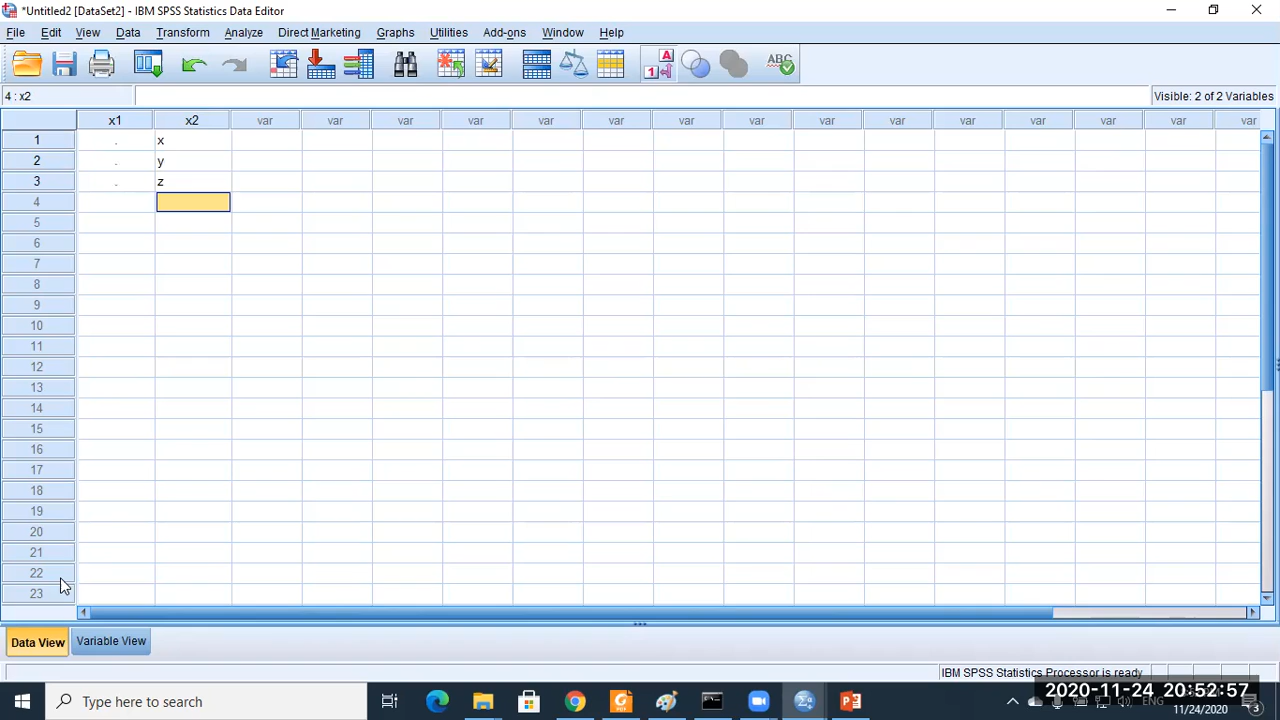 *Untitled2 [DataSet2] - IBM SPSS Statistics Data Editor
File Edit View Data Transform Analyze Direct Marketing Graphs Utilities Add-ons Window Help
4 : x2
Visible: 2 of 2 Variables
x1 x2 var var var var var var var var var var var var var var var
1 . x
2 . y
3 . z
4
5
6
7
8
9
10
11
12
13
14
15
16
17
18
19
20
21
22
23
Data View Variable View
IBM SPSS Statistics Processor is ready
Type here to search
ENG
2020-11-24 20:52:57
11/24/2020
3